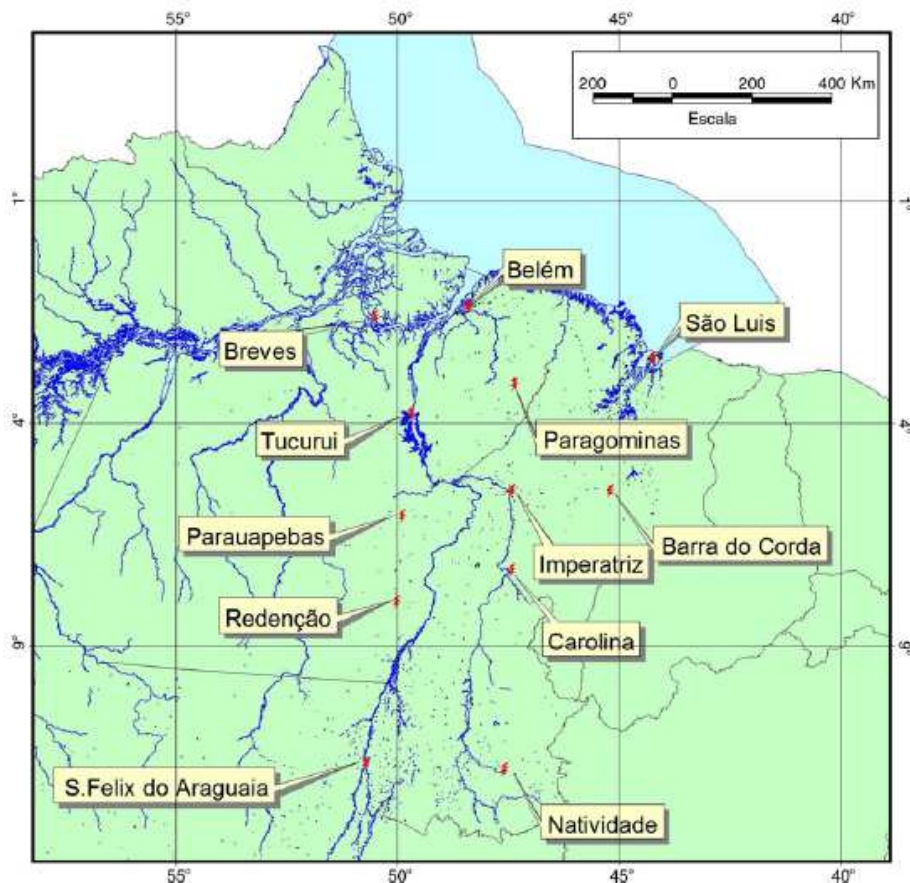 55° 50° 45° 40°
200 0 200 400 Km
Escala
1° 1°
Belém
São Luis
Breves
4° 4°
Tucurui
Paragominas
Parauapebas
Imperatriz
Barra do Corda
Redenção
Carolina
9° 9°
S.Felix do Araguaia
Natividade
55° 50° 45° 40°